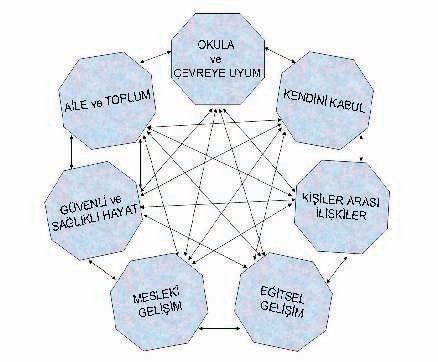 OKULA
ve
ÇEVREYE UYUM
AİLE ve TOPLUM
KENDİNİ KABUL
GÜVENLİ ve
SAĞLIKLI HAYAT
KİŞİLER ARASI
İLİŞKİLER
MESLEKİ
GELİŞİM
EĞİTSEL
GELİŞİM